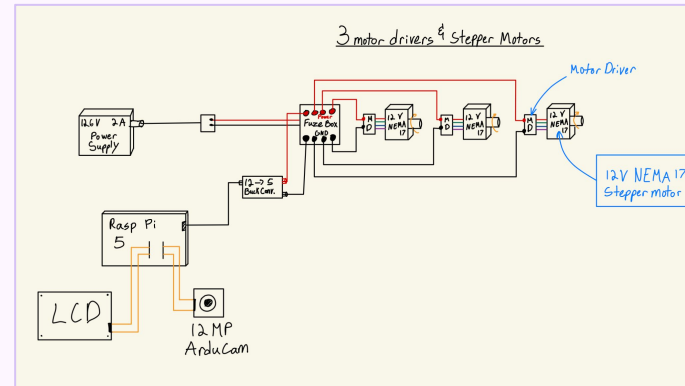 3 motor drivers & Stepper Motors
Motor Driver
12.6V 2A
Power
Supply
Power
Fuze Box
GND
M
D
12 V
NEMA
17
M
D
12 V
NEMA
17
M
D
12 V
NEMA
17
12V NEMA 17
Stepper motor
12→5
Buck Conv.
Rasp Pi
5
LCD
12 MP
ArduCam